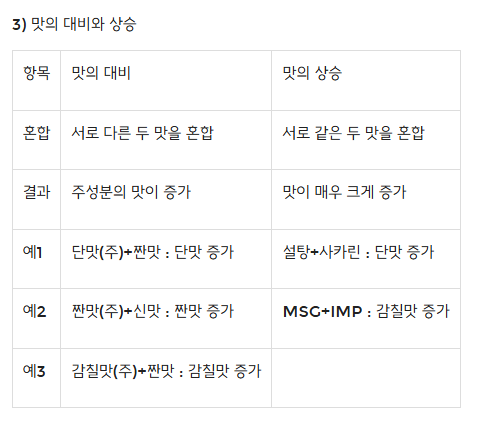 3) 맛의 대비와 상승
항목 맛의 대비 맛의 상승
혼합 서로 다른 두 맛을 혼합 서로 같은 두 맛을 혼합
결과 주성분의 맛이 증가 맛이 매우 크게 증가
예1 단맛(주)+짠맛 : 단맛 증가 설탕+사카린 : 단맛 증가
예2 짠맛(주)+신맛 : 짠맛 증가 MSG+IMP : 감칠맛 증가
예3 감칠맛(주)+짠맛 : 감칠맛 증가